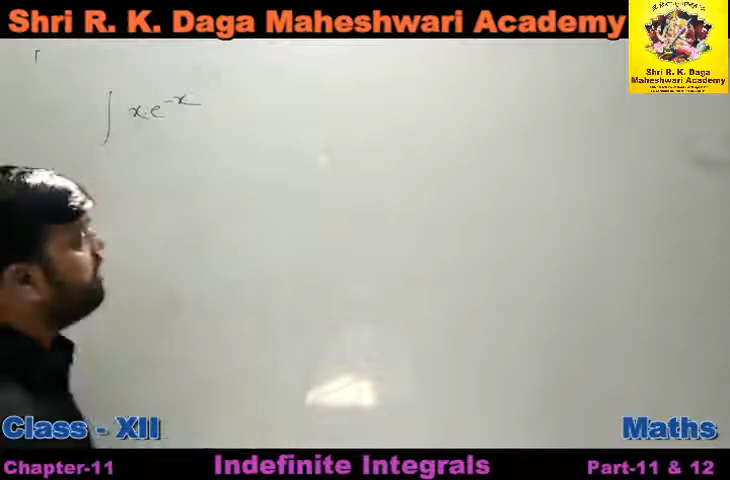 Shri R. K. Daga Maheshwari Academy
Shri R. K. Daga
Maheshwari Academy
∫ x.e^-x
Class - XII
Maths
Chapter-11
Indefinite Integrals
Part-11 & 12